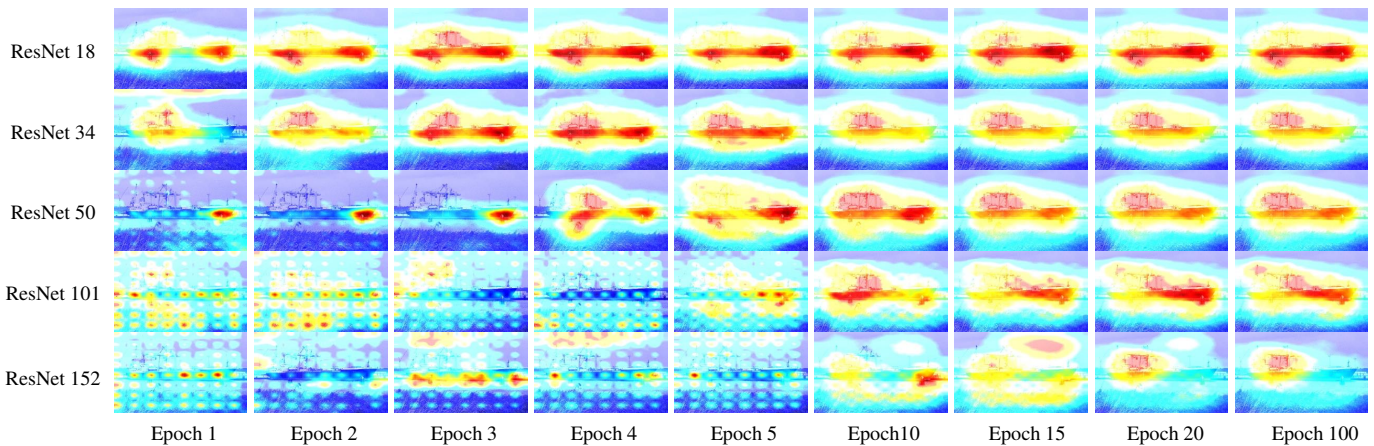 ResNet 18
ResNet 34
ResNet 50
ResNet 101
ResNet 152
Epoch 1 Epoch 2 Epoch 3 Epoch 4 Epoch 5 Epoch10 Epoch 15 Epoch 20 Epoch 100